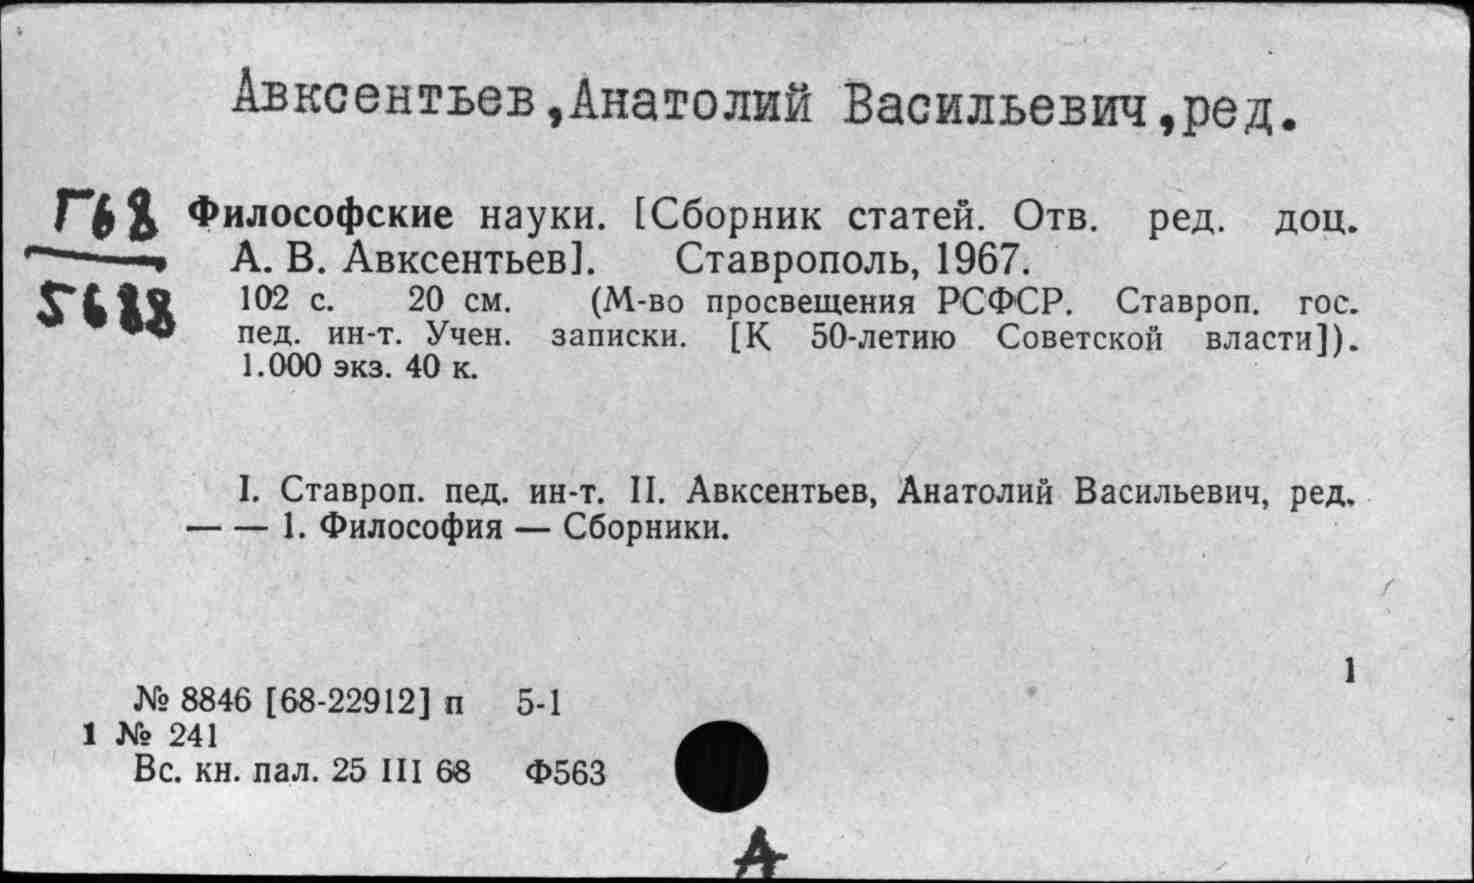 Авксентьев,Анатолий Васильевич,ред.
Г68
5688
Философские науки. [Сборник статей. Отв. ред. доц.
А. В. Авксентьев]. Ставрополь, 1967.
102 с. 20 см. (М-во просвещения РСФСР. Ставроп. гос.
пед. ин-т. Учен. записки. [К 50-летию Советской власти]).
1.000 экз. 40 к.
I. Ставроп. пед. ин-т. II. Авксентьев, Анатолий Васильевич, ред.
— — 1. Философия — Сборники.
1
№ 8846 [68-22912] п 5-1
1 № 241
Вс. кн. пал. 25 III 68 Ф563
А